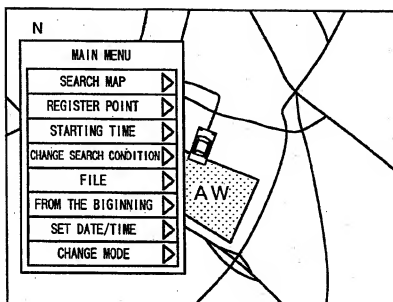 N
MAIN MENU
SEARCH MAP
REGISTER POINT
STARTING TIME
CHANGE SEARCH CONDITION
FILE
FROM THE BIGINNING
SET DATE/TIME
CHANGE MODE
AW